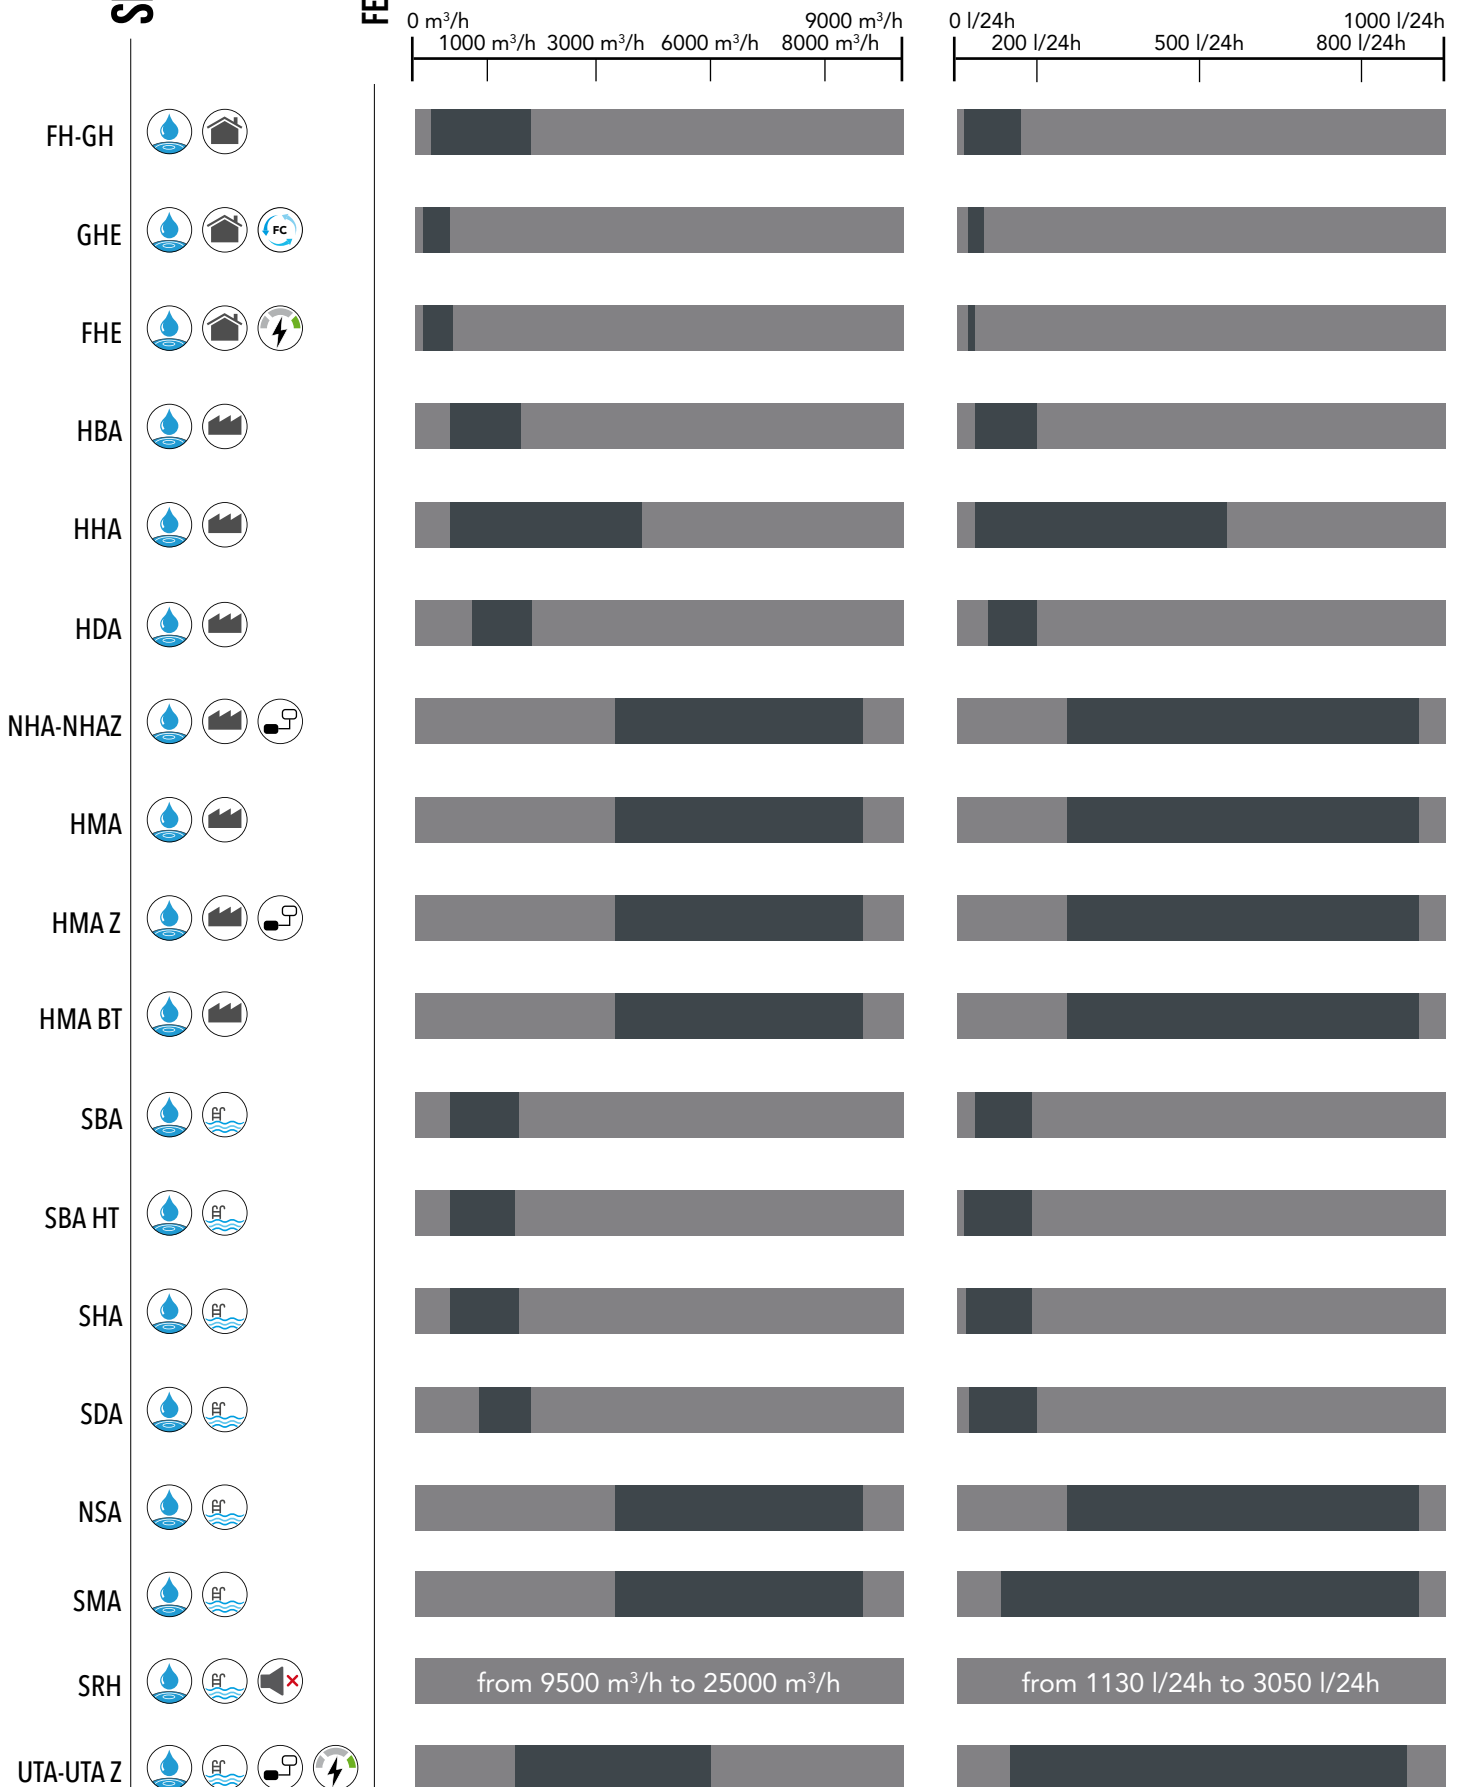 0 m³/h 9000 m³/h 0 l/24h 1000 l/24h
1000 m³/h 3000 m³/h 6000 m³/h 8000 m³/h 200 l/24h 500 l/24h 800 l/24h
FH-GH
GHE FC
FHE
HBA
HHA
HDA
NHA-NHAZ
HMA
HMA Z
HMA BT
SBA
SBA HT
SHA
SDA
NSA
SMA
SRH from 9500 m³/h to 25000 m³/h from 1130 l/24h to 3050 l/24h
UTA-UTA Z